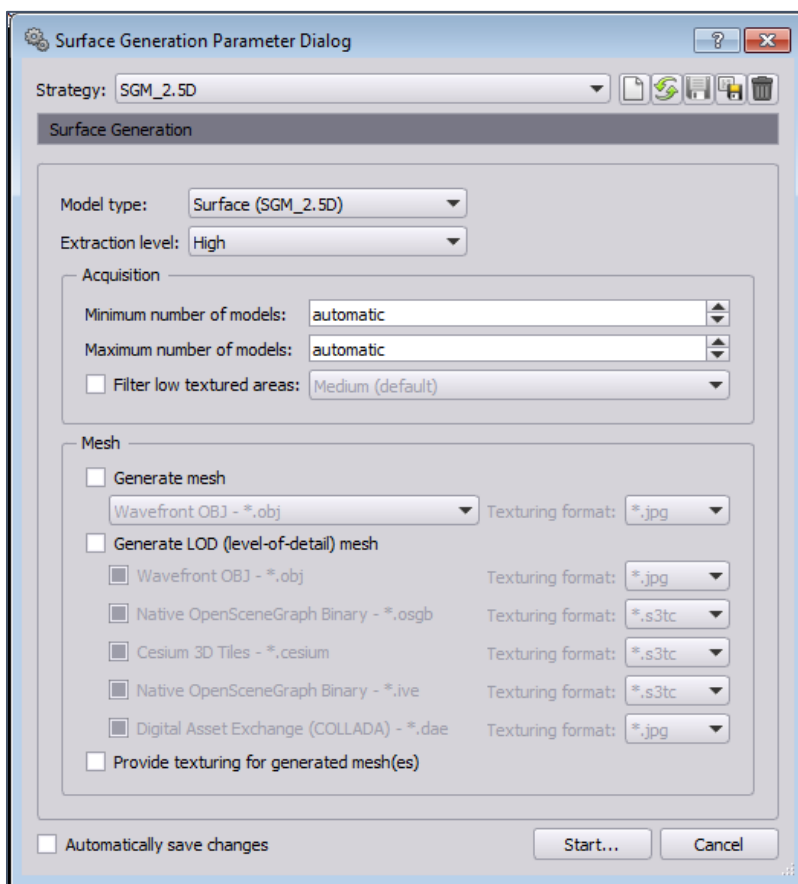 Surface Generation Parameter Dialog
Strategy: SGM_2.5D
Surface Generation
Model type: Surface (SGM_2.5D)
Extraction level: High
Acquisition
Minimum number of models: automatic
Maximum number of models: automatic
Filter low textured areas: Medium (default)
Mesh
Generate mesh
Wavefront OBJ - *.obj Texturing format: *.jpg
Generate LOD (level-of-detail) mesh
Wavefront OBJ - *.obj Texturing format: *.jpg
Native OpenSceneGraph Binary - *.osgb Texturing format: *.s3tc
Cesium 3D Tiles - *.cesium Texturing format: *.s3tc
Native OpenSceneGraph Binary - *.ive Texturing format: *.s3tc
Digital Asset Exchange (COLLADA) - *.dae Texturing format: *.jpg
Provide texturing for generated mesh(es)
Automatically save changes Start... Cancel